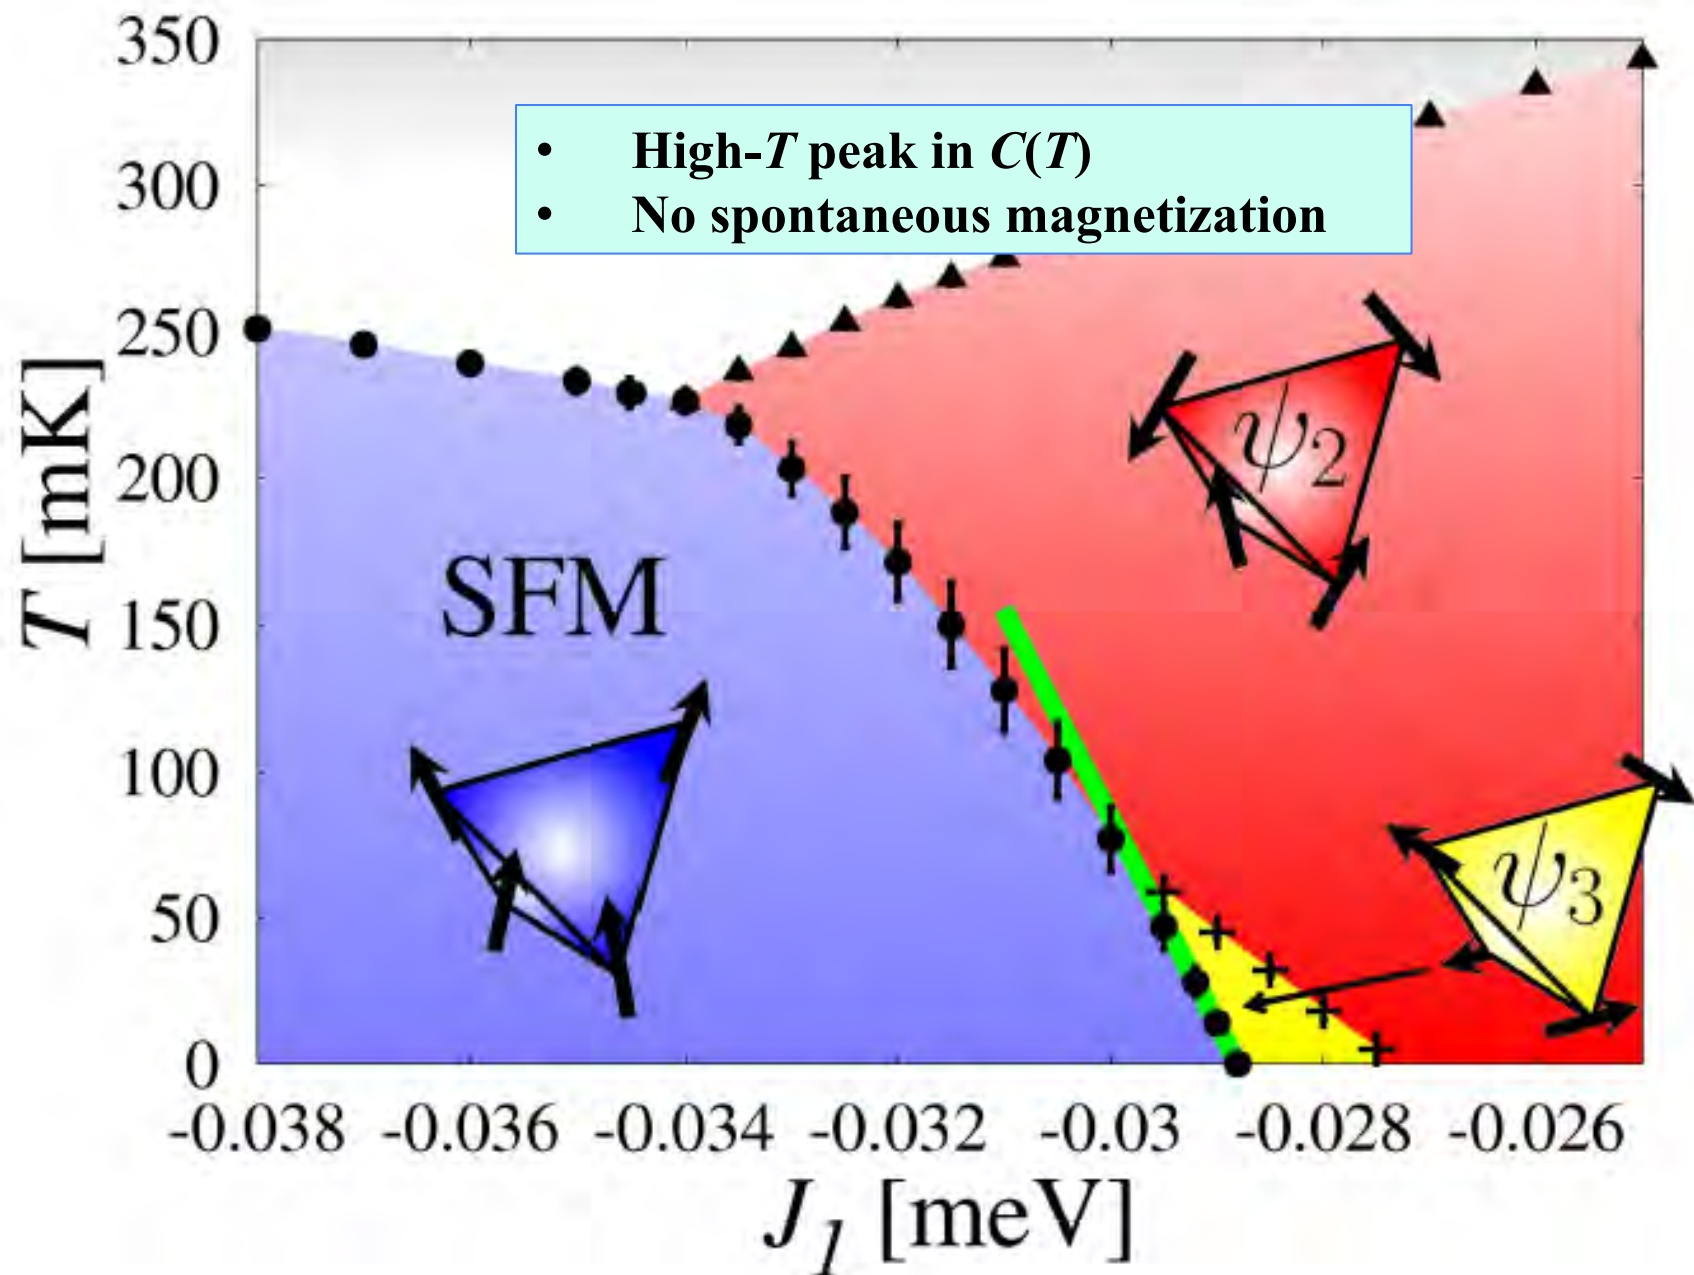 350
• High-T peak in C(T)
• No spontaneous magnetization
300
250
200
150
100
50
0
T [mK]
SFM
ψ2
ψ3
-0.038 -0.036 -0.034 -0.032 -0.03 -0.028 -0.026
J1 [meV]